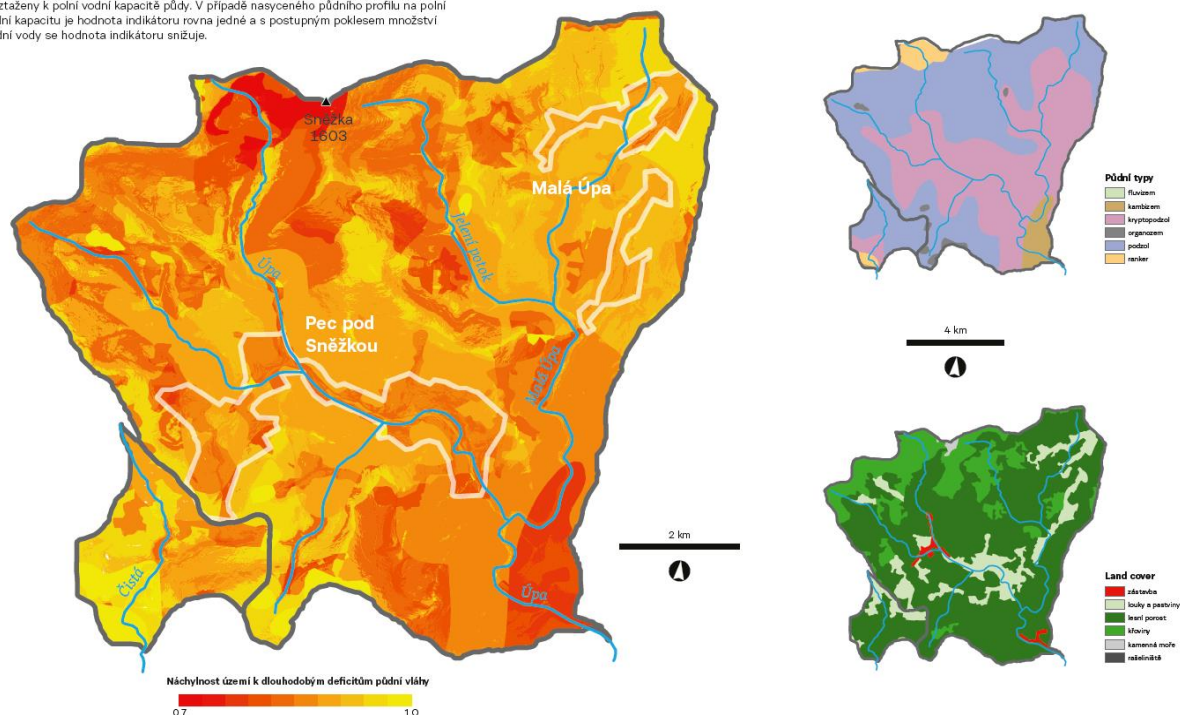 ztaženy k polní vodní kapacitě půdy. V případě nasyceného půdního profilu na polní
dní kapacitu je hodnota indikátoru rovna jedné a s postupným poklesem množství
dní vody se hodnota indikátoru snižuje.
Sněžka
1603
Malá Úpa
Jelení potok
Úpa
Pec pod
Sněžkou
Malá Úpa
Čistá
Úpa
2 km
Náchylnost území k dlouhodobým deficitům půdní vláhy
0.7
1.0
Půdní typy
fluvizem
kambizem
kryptopodzol
organozem
podzol
ranker
4 km
Land cover
zástavba
louky a pastviny
lesní porost
křoviny
kamenná moře
rašeliniště